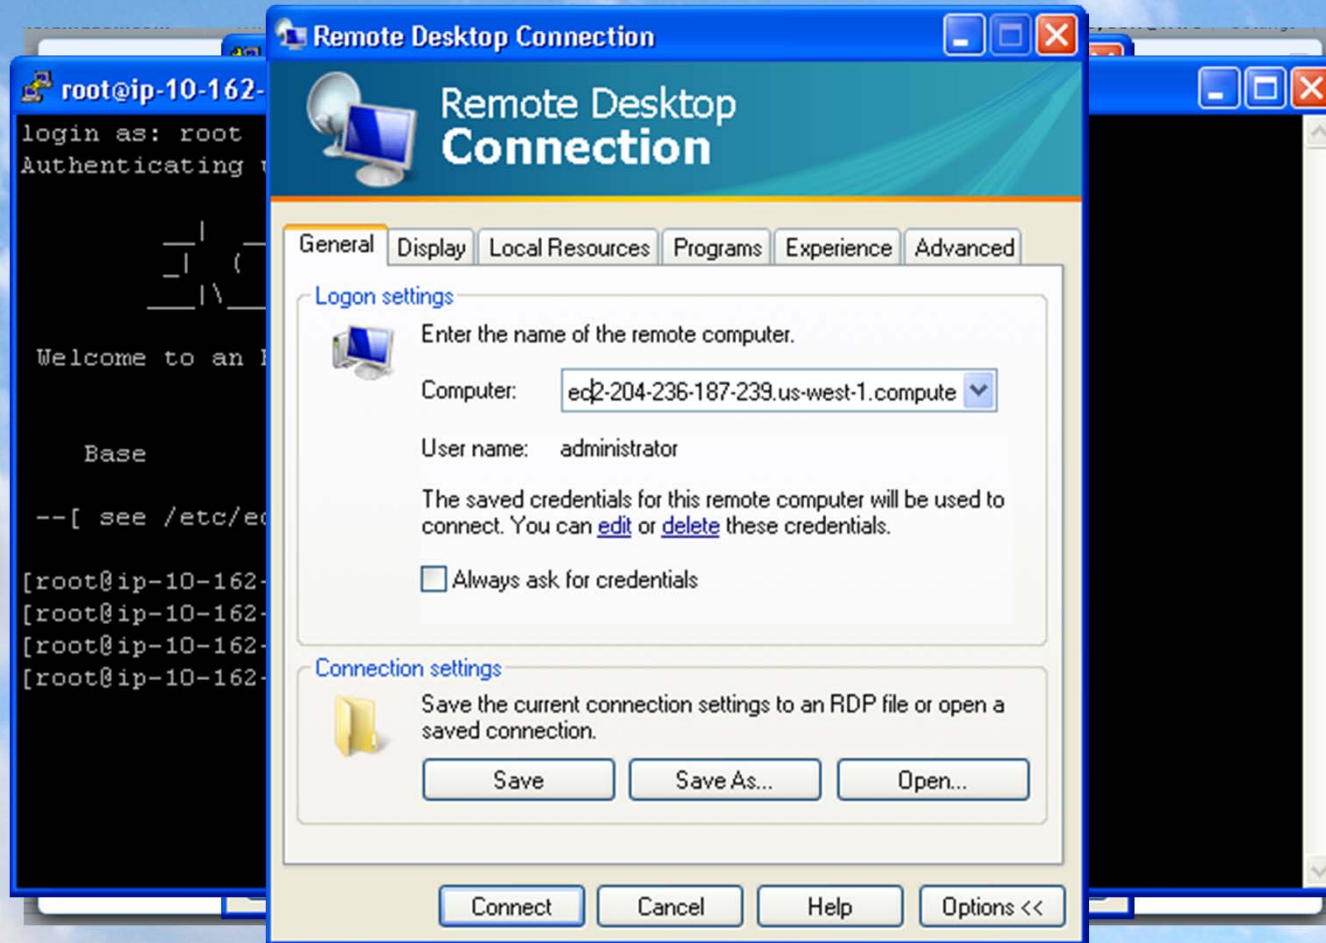 Remote Desktop Connection
root@ip-10-162-
Remote Desktop
Connection
login as: root
Authenticating
General Display Local Resources Programs Experience Advanced
Logon settings
Enter the name of the remote computer.
Computer: ec2-204-236-187-239.us-west-1.compute
User name: administrator
The saved credentials for this remote computer will be used to
connect. You can edit or delete these credentials.
Always ask for credentials
Welcome to an
Base
--[ see /etc/ec
[root@ip-10-162-
[root@ip-10-162-
[root@ip-10-162-
[root@ip-10-162-
Connection settings
Save the current connection settings to an RDP file or open a
saved connection.
Save Save As... Open...
Connect Cancel Help Options <<